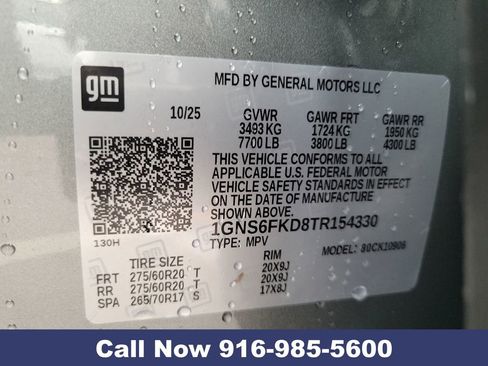 gm
MFD BY GENERAL MOTORS LLC
10/25 GVWR GAWR FRT GAWR RR
3493 KG 1724 KG 1950 KG
7700 LB 3800 LB 4300 LB
THIS VEHICLE CONFORMS TO ALL
APPLICABLE U.S. FEDERAL MOTOR
VEHICLE SAFETY STANDARDS IN EFFECT
ON THE DATE OF MANUFACTURE
SHOWN ABOVE.
1GNS6FKD8TR154330
130H TYPE: MPV MODEL: 
TIRE SIZE RIM
FRT 275/60R20 T 20X9J
RR 275/60R20 T 20X9J
SPA 265/70R17 S 17X8J
Call Now 916-985-5600